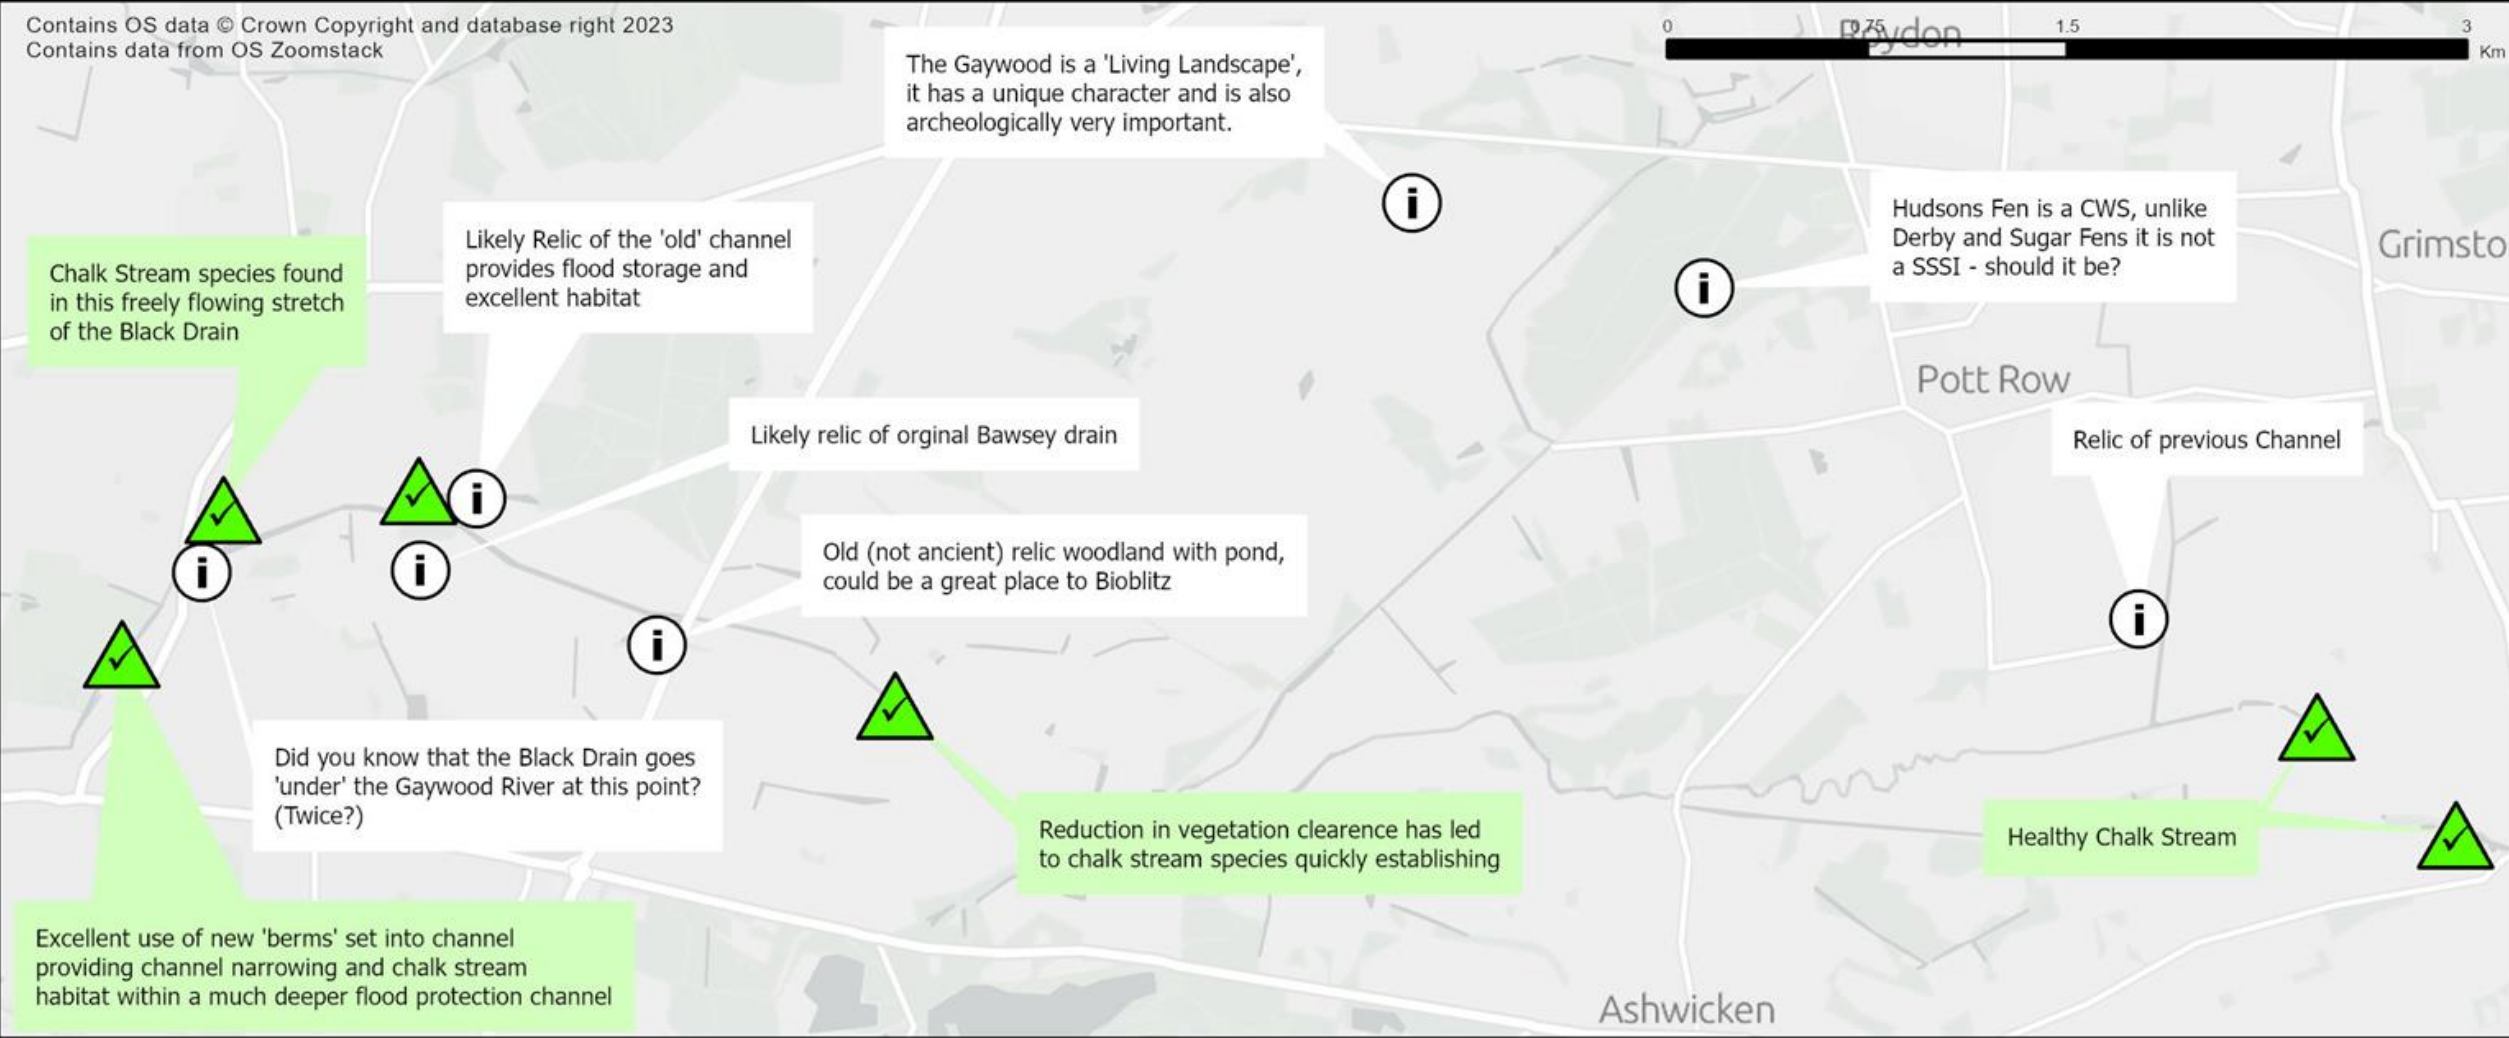 Contains OS data © Crown Copyright and database right 2023
Contains data from OS Zoomstack
0
0.75
1.5
3
Km
Roydon
The Gaywood is a 'Living Landscape',
it has a unique character and is also
archeologically very important.
Hudsons Fen is a CWS, unlike
Derby and Sugar Fens it is not
a SSSI - should it be?
Grimsto
Likely Relic of the 'old' channel
provides flood storage and
excellent habitat
Chalk Stream species found
in this freely flowing stretch
of the Black Drain
Pott Row
Likely relic of orginal Bawsey drain
Relic of previous Channel
Old (not ancient) relic woodland with pond,
could be a great place to Bioblitz
Did you know that the Black Drain goes
'under' the Gaywood River at this point?
(Twice?)
Reduction in vegetation clearence has led
to chalk stream species quickly establishing
Healthy Chalk Stream
Excellent use of new 'berms' set into channel
providing channel narrowing and chalk stream
habitat within a much deeper flood protection channel
Ashwicken
i
i
i
i
i
i
i